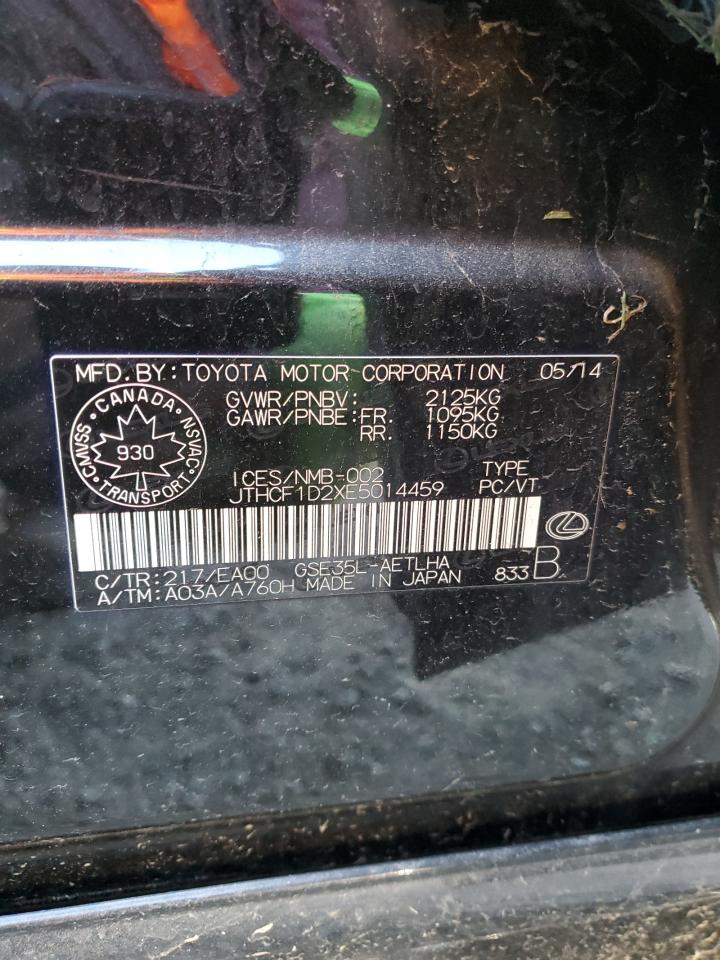 MFD. BY: TOYOTA MOTOR CORPORATION 05/14
GVWR/PNBV: 2125KG
GAWR/PNBE: FR. 1095KG
RR. 1150KG
· CANADA · NSVAC · TRANSPORT · CMVSS
930
ICES/NMB-002 TYPE
JTHCF1D2XE5014459 PC/VT
C/TR: 217/EA00 GSE35L-AETLHA
A/TM: A03A/A760H MADE IN JAPAN 833 B